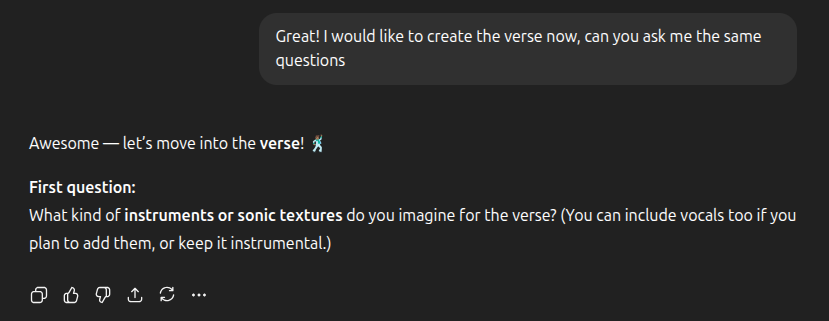 Great! I would like to create the verse now, can you ask me the same
questions
Awesome — let's move into the verse! 🕺
First question:
What kind of instruments or sonic textures do you imagine for the verse? (You can include vocals too if you
plan to add them, or keep it instrumental.)